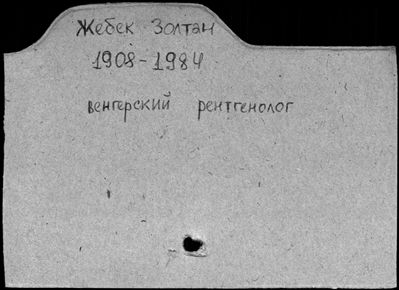 Жебек Золтан
1908-1984
венгерский рентгенолог